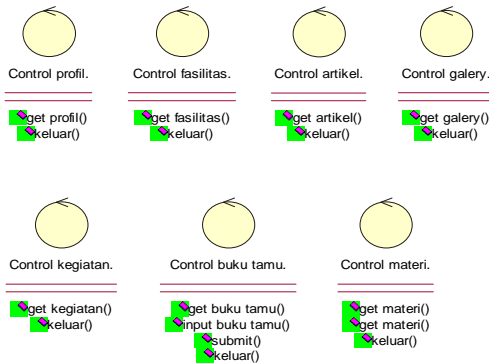 Control profil.
get profil()
keluar()
Control fasilitas.
get fasilitas()
keluar()
Control artikel.
get artikel()
keluar()
Control galery.
get galery()
keluar()
Control kegiatan.
get kegiatan()
keluar()
Control buku tamu.
get buku tamu()
input buku tamu()
submit()
keluar()
Control materi.
get materi()
get materi()
keluar()